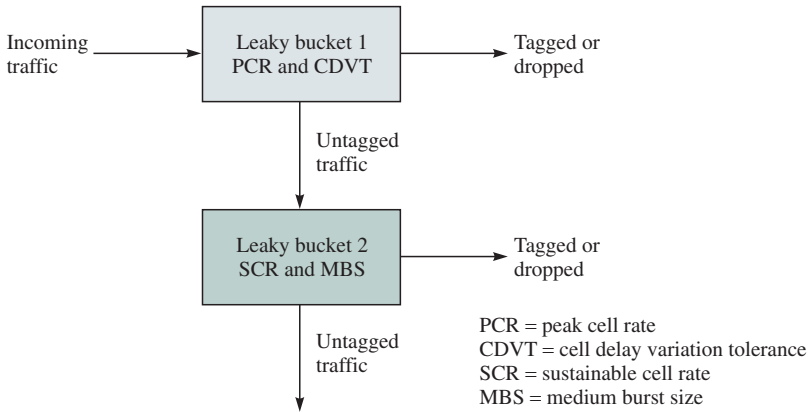 Incoming
traffic
Leaky bucket 1
PCR and CDVT
Tagged or
dropped
Untagged
traffic
Leaky bucket 2
SCR and MBS
Tagged or
dropped
Untagged
traffic
PCR = peak cell rate
CDVT = cell delay variation tolerance
SCR = sustainable cell rate
MBS = medium burst size